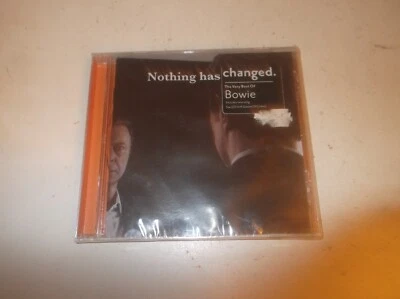 Nothing has changed.
The Very Best Of
Bowie